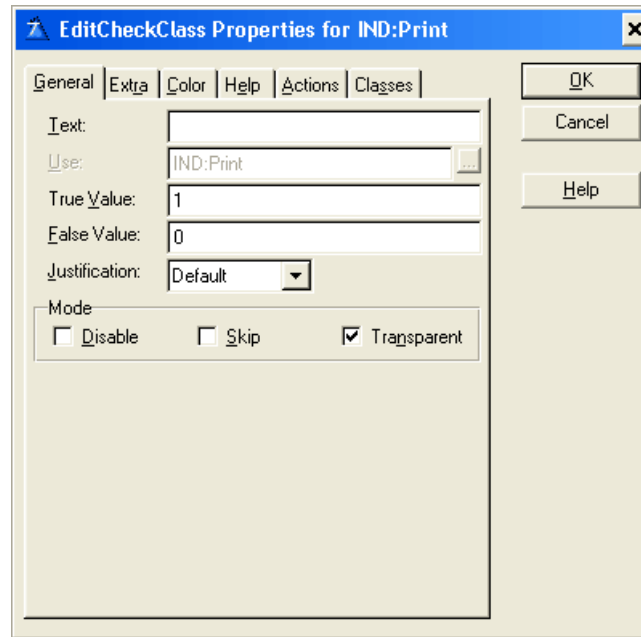 EditCheckClass Properties for IND:Print
General Extra Color Help Actions Classes
OK
Text:
Cancel
Use: IND:Print ...
True Value: 1
Help
False Value: 0
Justification: Default
Mode
Disable Skip Transparent